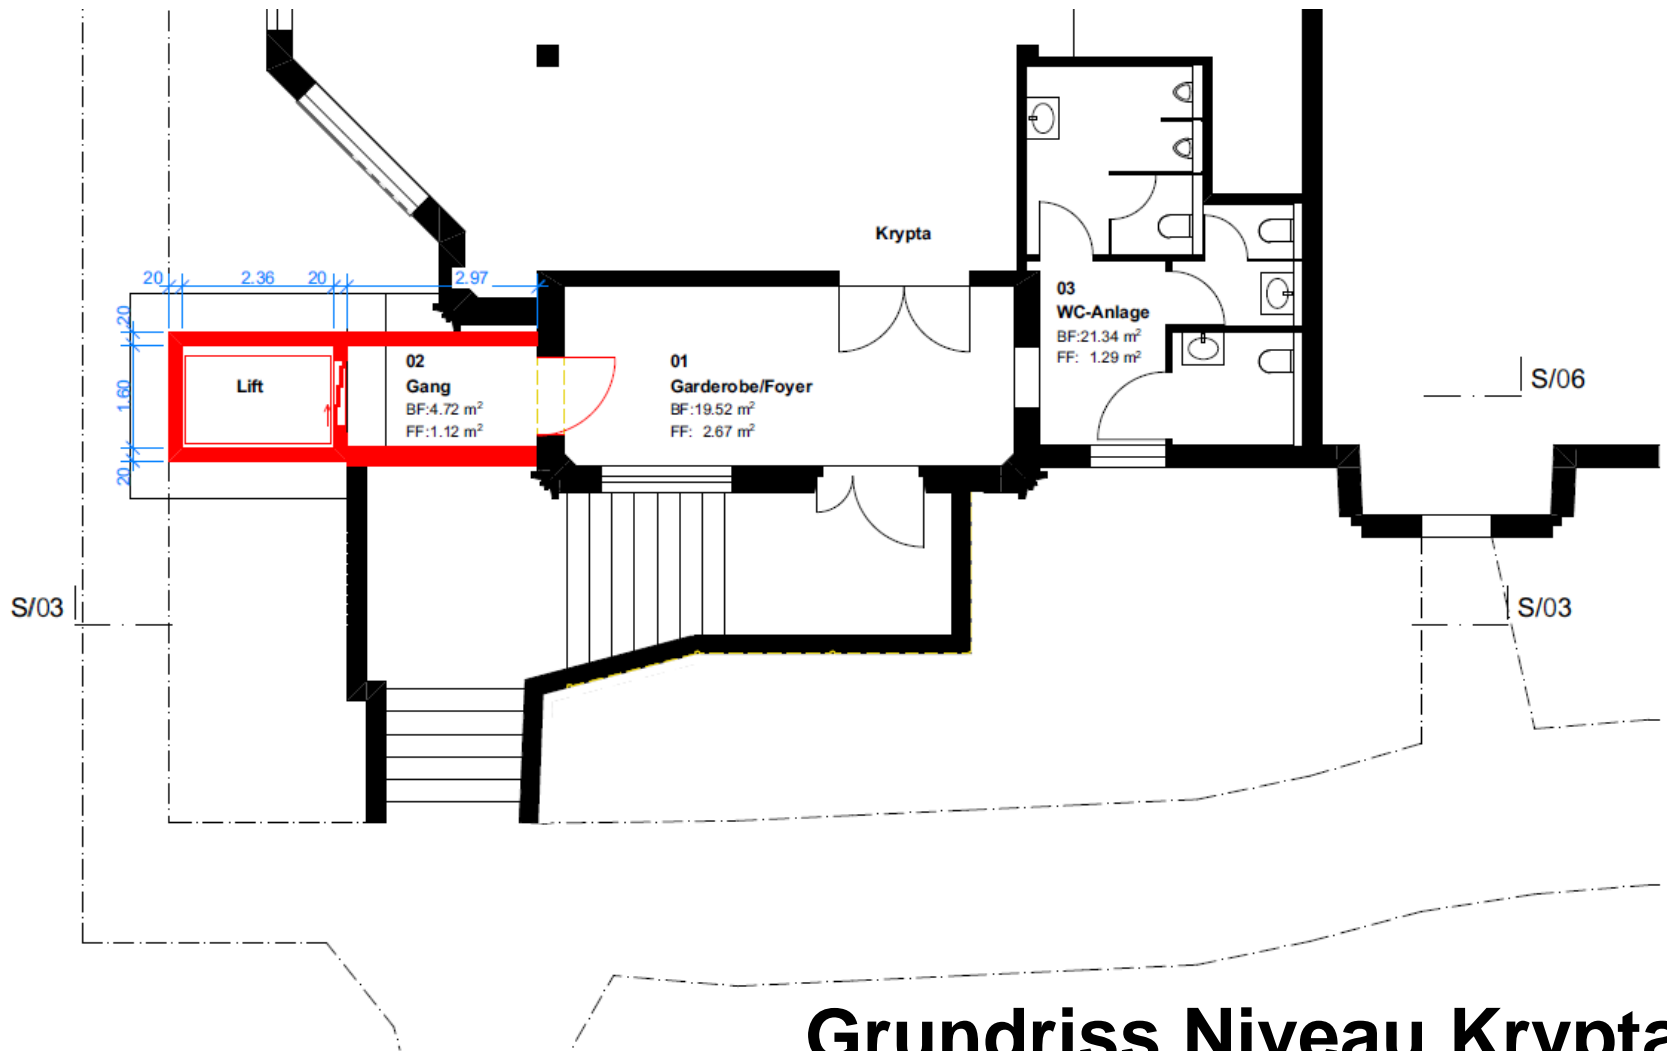 Krypta
20
2.36
20
2.97
20
1.60
20
Lift
02
Gang
BF:4.72 m²
FF:1.12 m²
01
Garderobe/Foyer
BF:19.52 m²
FF: 2.67 m²
03
WC-Anlage
BF:21.34 m²
FF: 1.29 m²
S/06
S/03
S/03
Grundriss Niveau Krypta